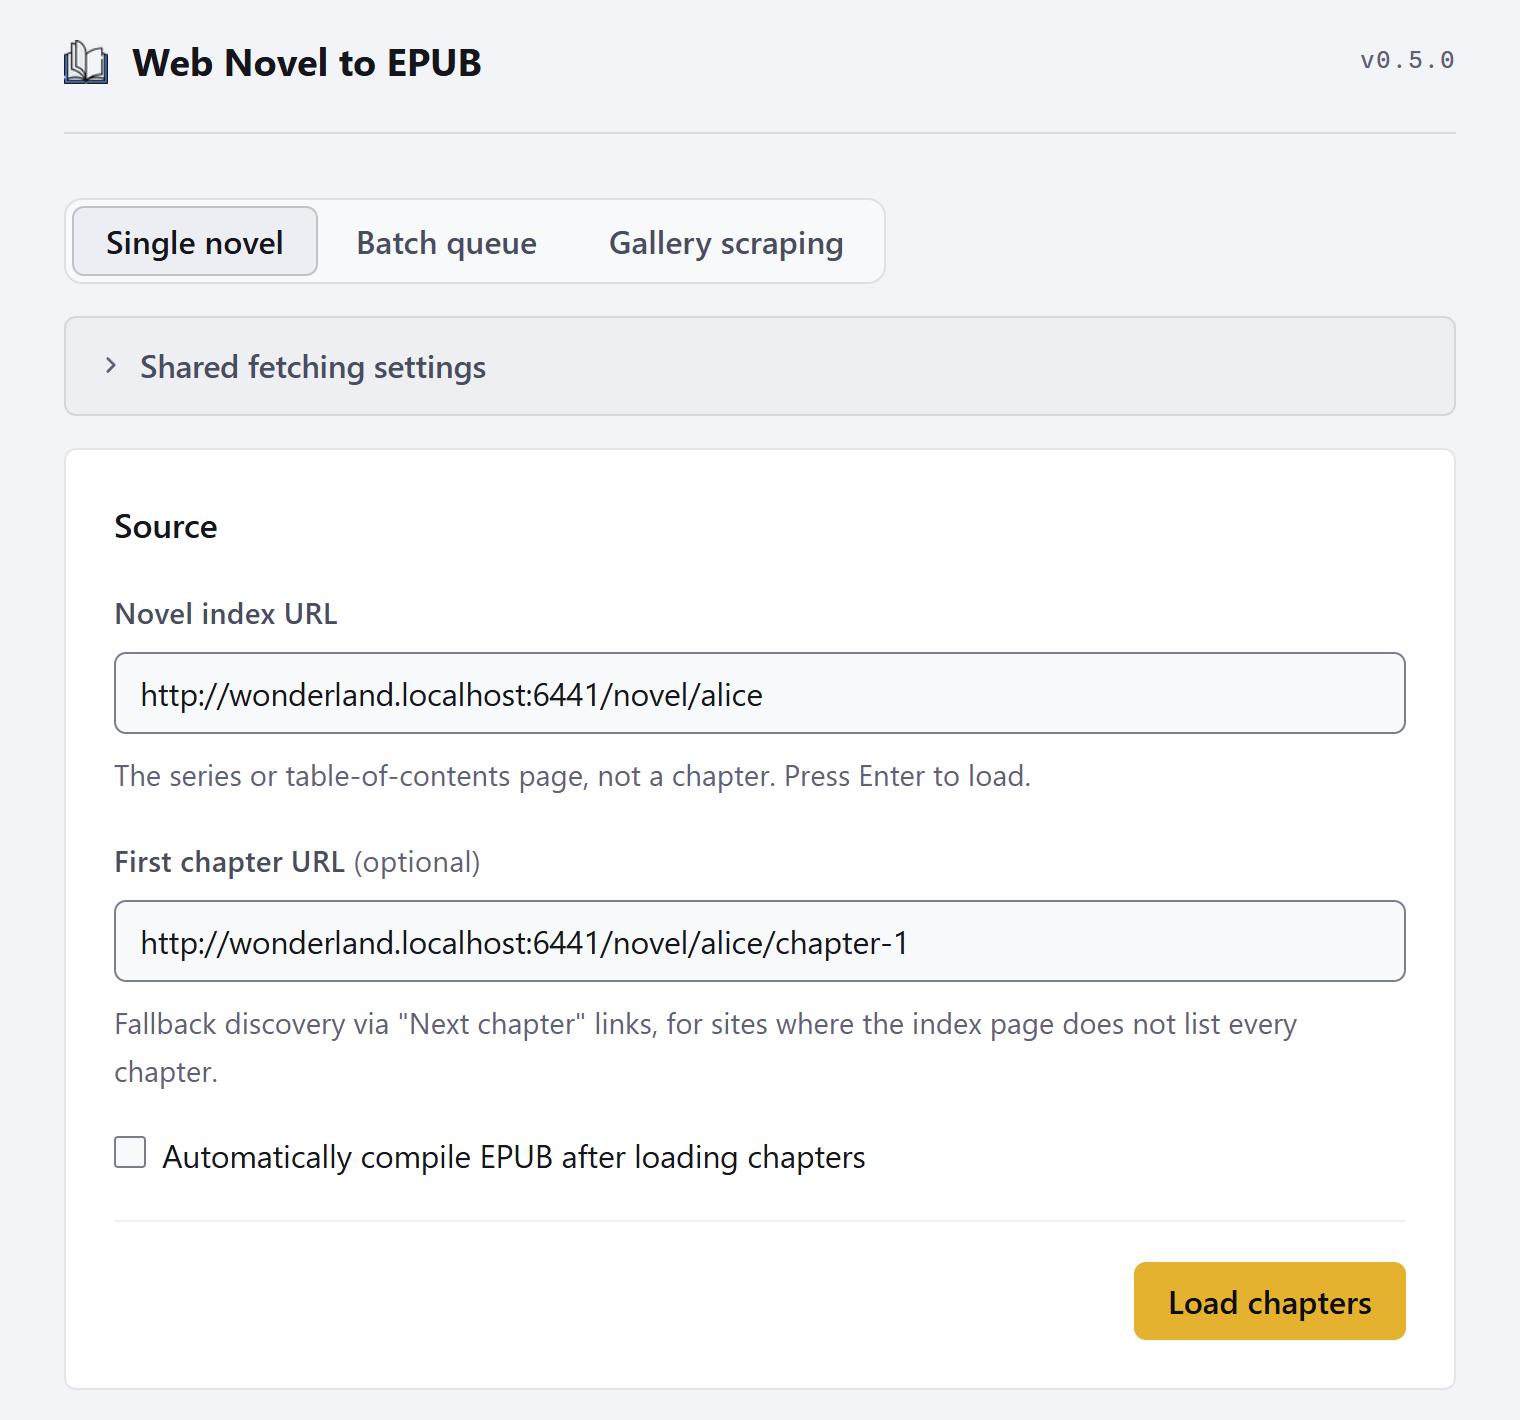 Web Novel to EPUB
v0.5.0
Single novel
Batch queue
Gallery scraping
Shared fetching settings
Source
Novel index URL
http://wonderland.localhost:6441/novel/alice
The series or table-of-contents page, not a chapter. Press Enter to load.
First chapter URL (optional)
http://wonderland.localhost:6441/novel/alice/chapter-1
Fallback discovery via "Next chapter" links, for sites where the index page does not list every
chapter.
Automatically compile EPUB after loading chapters
Load chapters